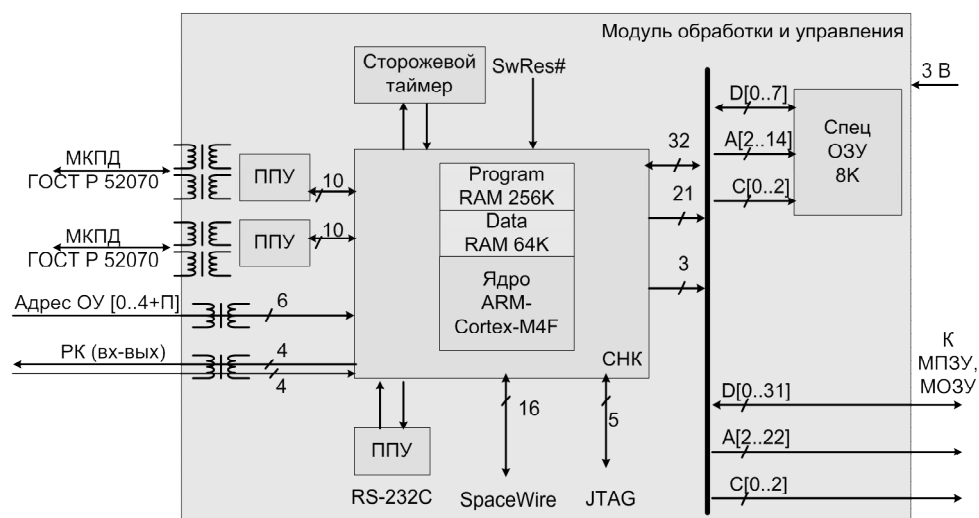 Модуль обработки и управления
Сторожевой
таймер
SwRes#
3 В
D[0..7]
Спец
ОЗУ
8К
A[2..14]
C[0..2]
32
21
3
МКПД
ГОСТ Р 52070
ППУ
10
Program
RAM 256K
Data
RAM 64K
МКПД
ГОСТ Р 52070
ППУ
10
Ядро
ARM-
Cortex-M4F
Адрес ОУ [0..4+П]
6
РК (вх-вых)
4
4
СНК
К
МПЗУ,
МОЗУ
D[0..31]
A[2..22]
C[0..2]
16
5
ППУ
RS-232C
SpaceWire
JTAG